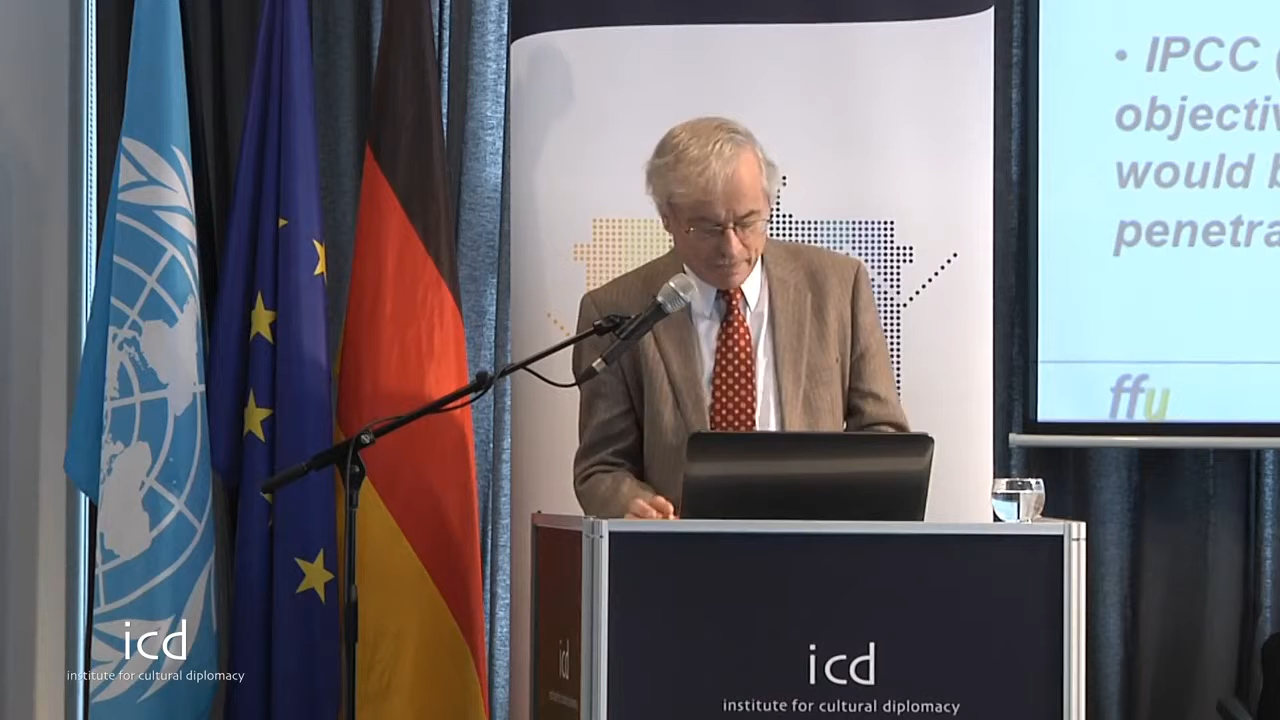 • IPCC
objectiv
would b
penetra
ffu
icd
institute for cultural diplomacy
icd
institute for cultural diplomacy
icd